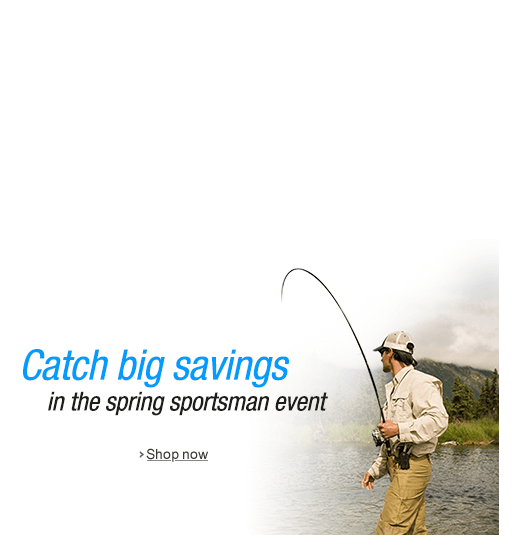 Catch big savings
in the spring sportsman event
› Shop now